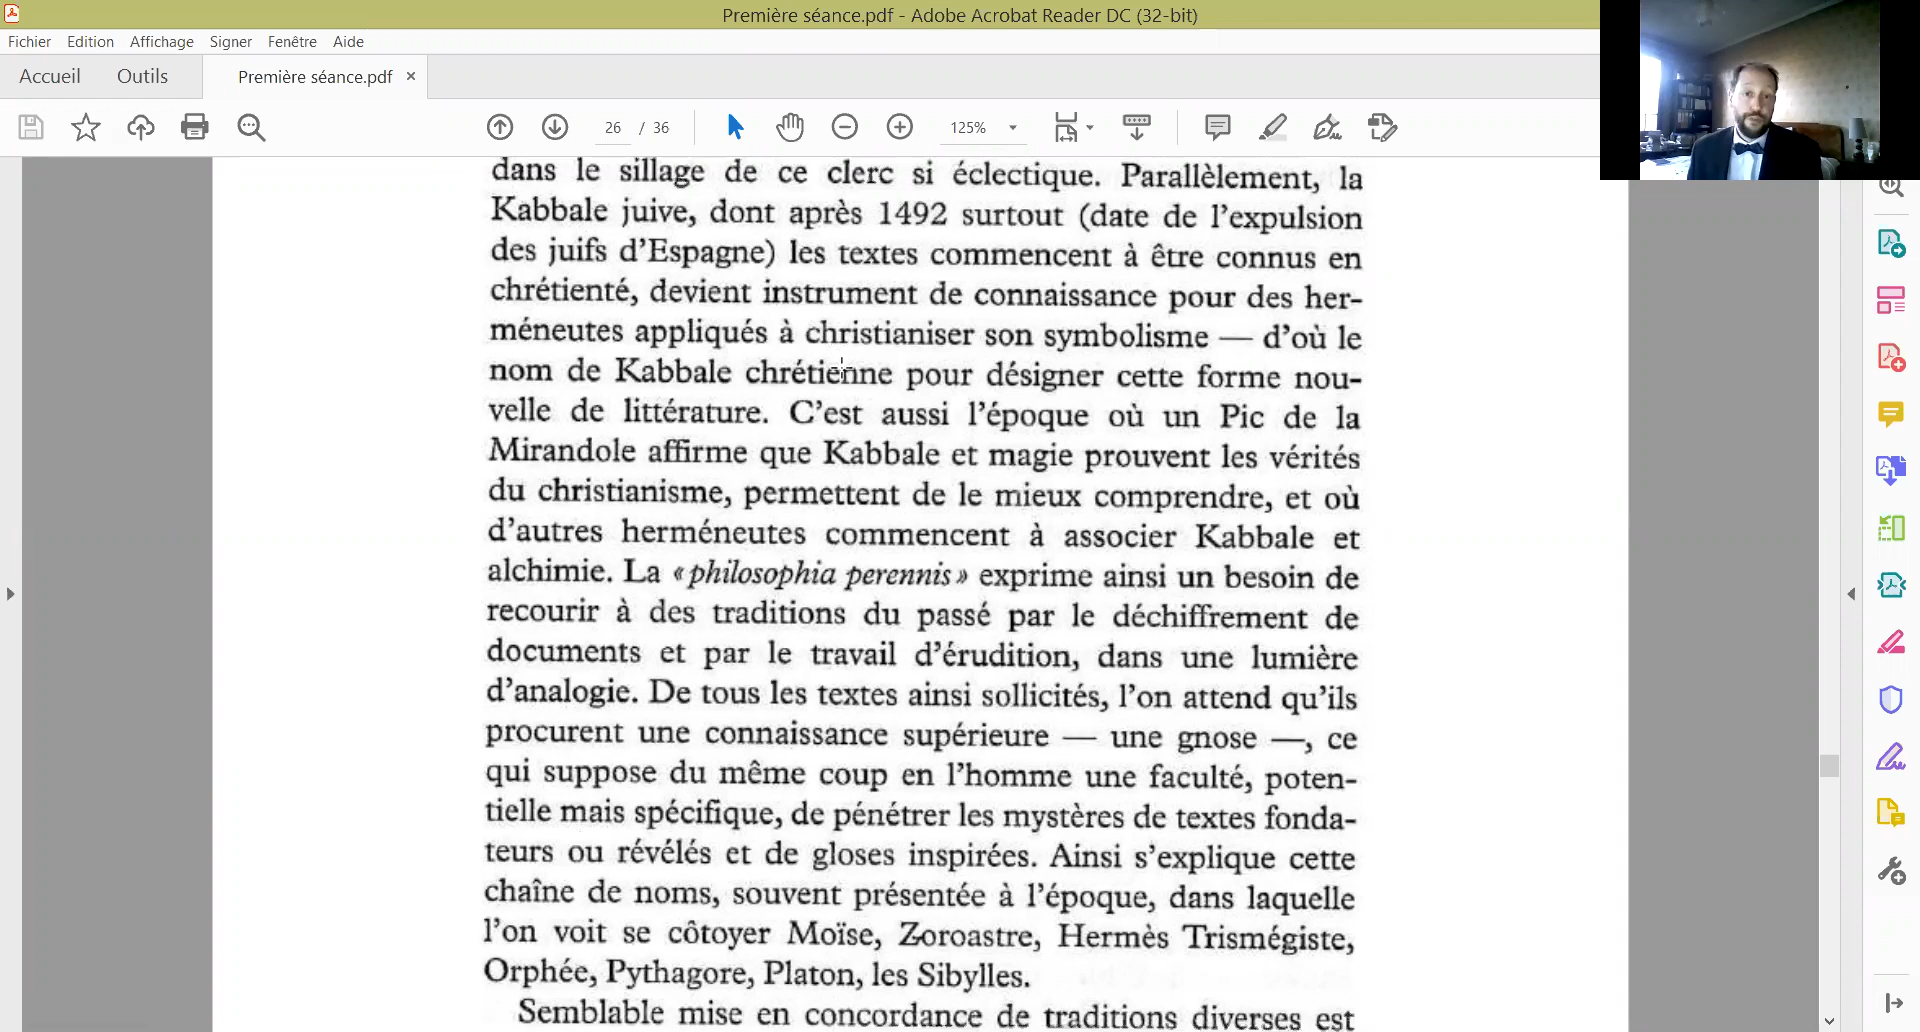 Première séance.pdf - Adobe Acrobat Reader DC (32-bit)
Fichier Edition Affichage Signer Fenêtre Aide
Accueil Outils Première séance.pdf ×
26 / 36 125%
dans le sillage de ce clerc si éclectique. Parallèlement, la
Kabbale juive, dont après 1492 surtout (date de l’expulsion
des juifs d’Espagne) les textes commencent à être connus en
chrétienté, devient instrument de connaissance pour des her-
méneutes appliqués à christianiser son symbolisme — d’où le
nom de Kabbale chrétienne pour désigner cette forme nou-
velle de littérature. C’est aussi l’époque où un Pic de la
Mirandole affirme que Kabbale et magie prouvent les vérités
du christianisme, permettent de le mieux comprendre, et où
d’autres herméneutes commencent à associer Kabbale et
alchimie. La «philosophia perennis» exprime ainsi un besoin de
recourir à des traditions du passé par le déchiffrement de
documents et par le travail d’érudition, dans une lumière
d’analogie. De tous les textes ainsi sollicités, l’on attend qu’ils
procurent une connaissance supérieure — une gnose —, ce
qui suppose du même coup en l’homme une faculté, poten-
tielle mais spécifique, de pénétrer les mystères de textes fonda-
teurs ou révélés et de gloses inspirées. Ainsi s’explique cette
chaîne de noms, souvent présentée à l’époque, dans laquelle
l’on voit se côtoyer Moïse, Zoroastre, Hermès Trismégiste,
Orphée, Pythagore, Platon, les Sibylles.
Semblable mise en concordance de traditions diverses est